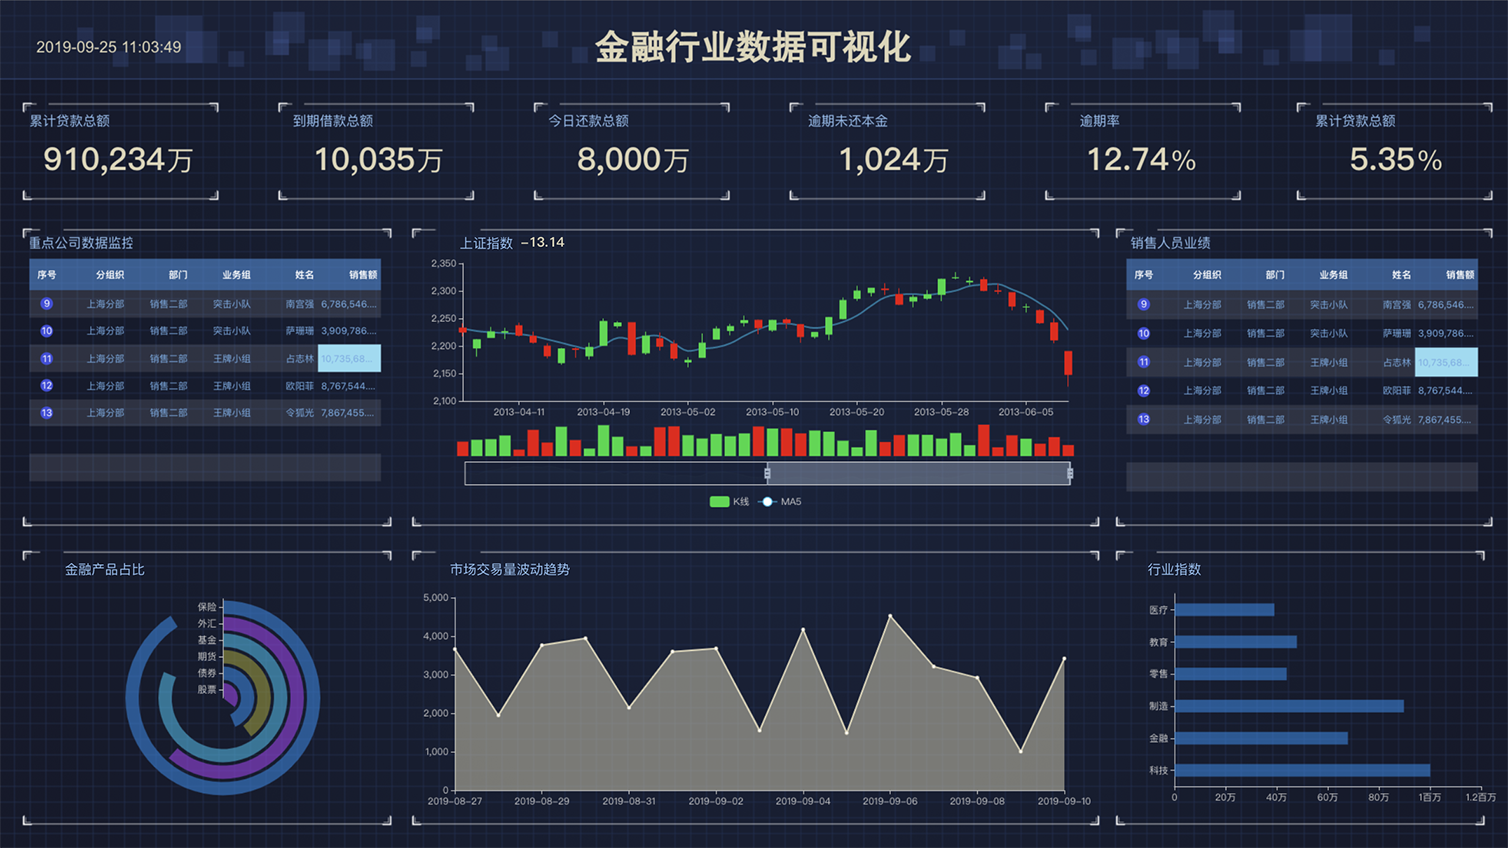 2019-09-25 11:03:49
金融行业数据可视化
累计贷款总额
910,234万
到期借款总额
10,035万
今日还款总额
8,000万
逾期未还本金
1,024万
逾期率
12.74%
累计贷款总额
5.35%
重点公司数据监控
序号 分组织 部门 业务组 姓名 销售额
9 上海分部 销售二部 突击小队 南宫强 6,786,546....
10 上海分部 销售二部 突击小队 萨珊珊 3,909,786....
11 上海分部 销售二部 王牌小组 占志林 10,735,68...
12 上海分部 销售二部 王牌小组 欧阳菲 8,767,544....
13 上海分部 销售二部 王牌小组 令狐光 7,867,455....
上证指数 -13.14
2,350
2,300
2,250
2,200
2,150
2,100
2013-04-11 2013-04-19 2013-05-02 2013-05-10 2013-05-20 2013-05-28 2013-06-05
K线 MA5
销售人员业绩
序号 分组织 部门 业务组 姓名 销售额
9 上海分部 销售二部 突击小队 南宫强 6,786,546....
10 上海分部 销售二部 突击小队 萨珊珊 3,909,786....
11 上海分部 销售二部 王牌小组 占志林 10,735,68...
12 上海分部 销售二部 王牌小组 欧阳菲 8,767,544....
13 上海分部 销售二部 王牌小组 令狐光 7,867,455....
金融产品占比
保险
外汇
基金
期货
债券
股票
市场交易量波动趋势
5,000
4,000
3,000
2,000
1,000
0
2019-08-27 2019-08-29 2019-08-31 2019-09-02 2019-09-04 2019-09-06 2019-09-08 2019-09-10
行业指数
医疗
教育
零售
制造
金融
科技
0 20万 40万 60万 80万 1百万 1.2百万